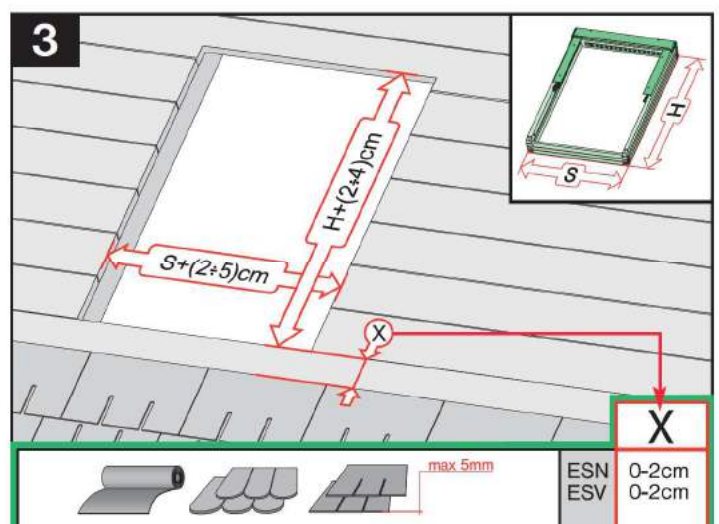 3
H
S
H+(2÷4)cm
S+(2÷5)cm
X
X
max 5mm
ESN 0-2cm
ESV 0-2cm